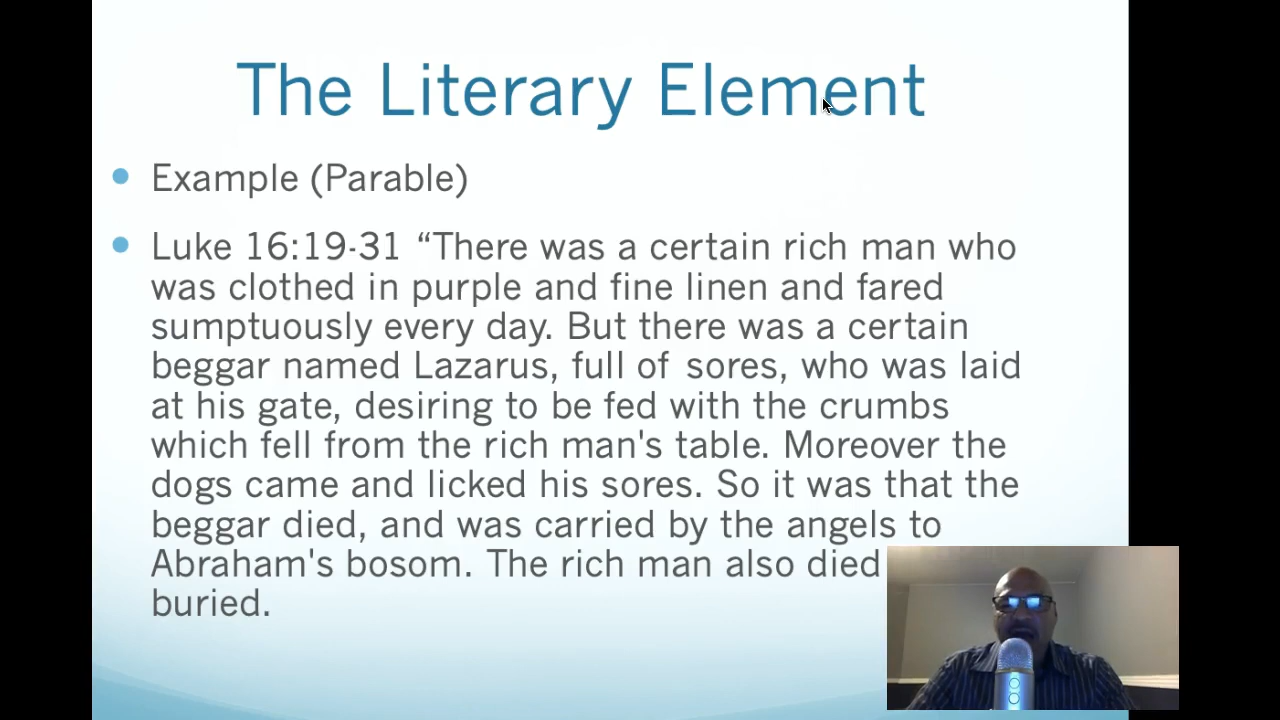 The Literary Element
Example (Parable)
Luke 16:19-31 “There was a certain rich man who
was clothed in purple and fine linen and fared
sumptuously every day. But there was a certain
beggar named Lazarus, full of sores, who was laid
at his gate, desiring to be fed with the crumbs
which fell from the rich man's table. Moreover the
dogs came and licked his sores. So it was that the
beggar died, and was carried by the angels to
Abraham's bosom. The rich man also died
buried.